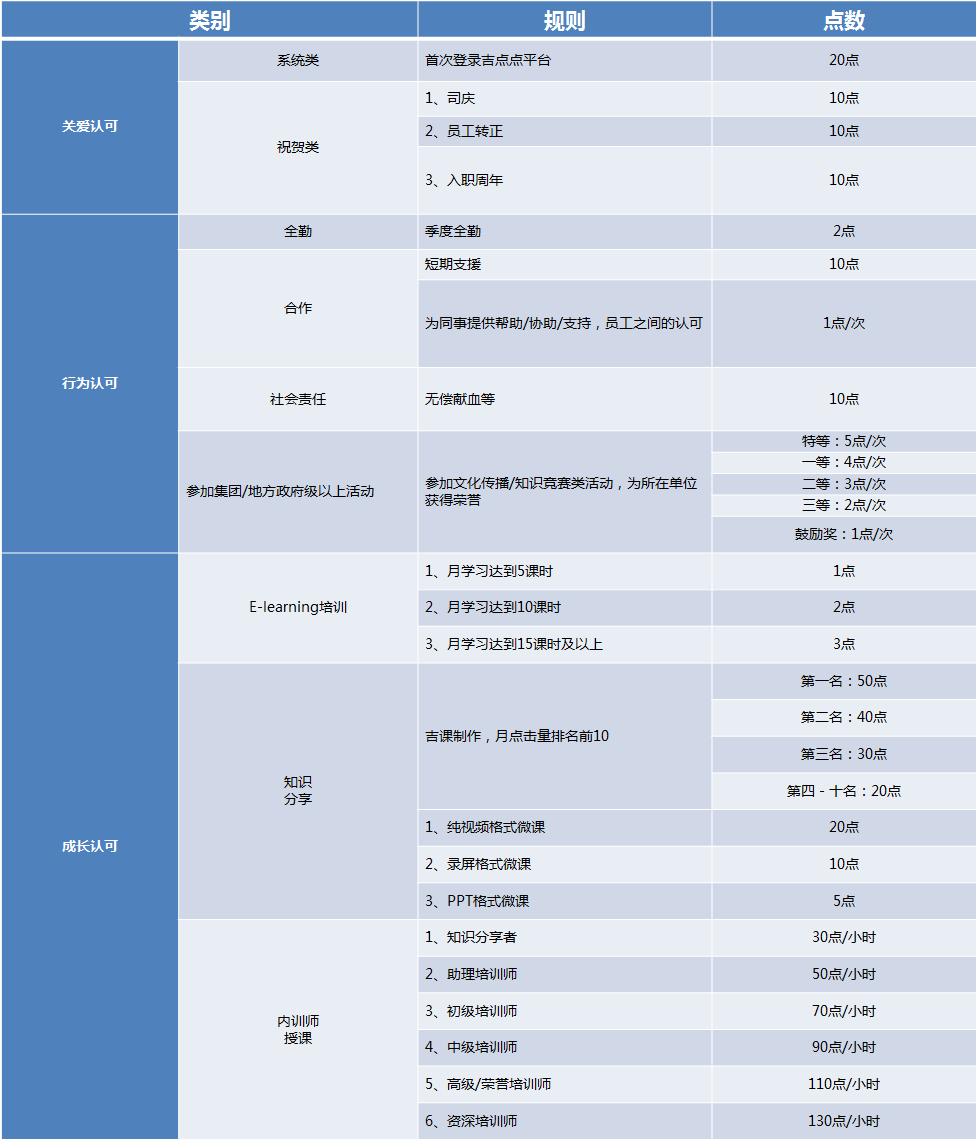 类别 规则 点数
关爱认可
系统类 首次登录吉点点平台 20点
祝贺类
1、司庆 10点
2、员工转正 10点
3、入职周年 10点
行为认可
全勤 季度全勤 2点
合作
短期支援 10点
为同事提供帮助/协助/支持，员工之间的认可 1点/次
社会责任 无偿献血等 10点
参加集团/地方政府级以上活动
参加文化传播/知识竞赛类活动，为所在单位
获得荣誉
特等：5点/次
一等：4点/次
二等：3点/次
三等：2点/次
鼓励奖：1点/次
成长认可
E-learning培训
1、月学习达到5课时 1点
2、月学习达到10课时 2点
3、月学习达到15课时及以上 3点
知识
分享
吉课制作，月点击量排名前10
第一名：50点
第二名：40点
第三名：30点
第四－十名：20点
1、纯视频格式微课 20点
2、录屏格式微课 10点
3、PPT格式微课 5点
内训师
授课
1、知识分享者 30点/小时
2、助理培训师 50点/小时
3、初级培训师 70点/小时
4、中级培训师 90点/小时
5、高级/荣誉培训师 110点/小时
6、资深培训师 130点/小时